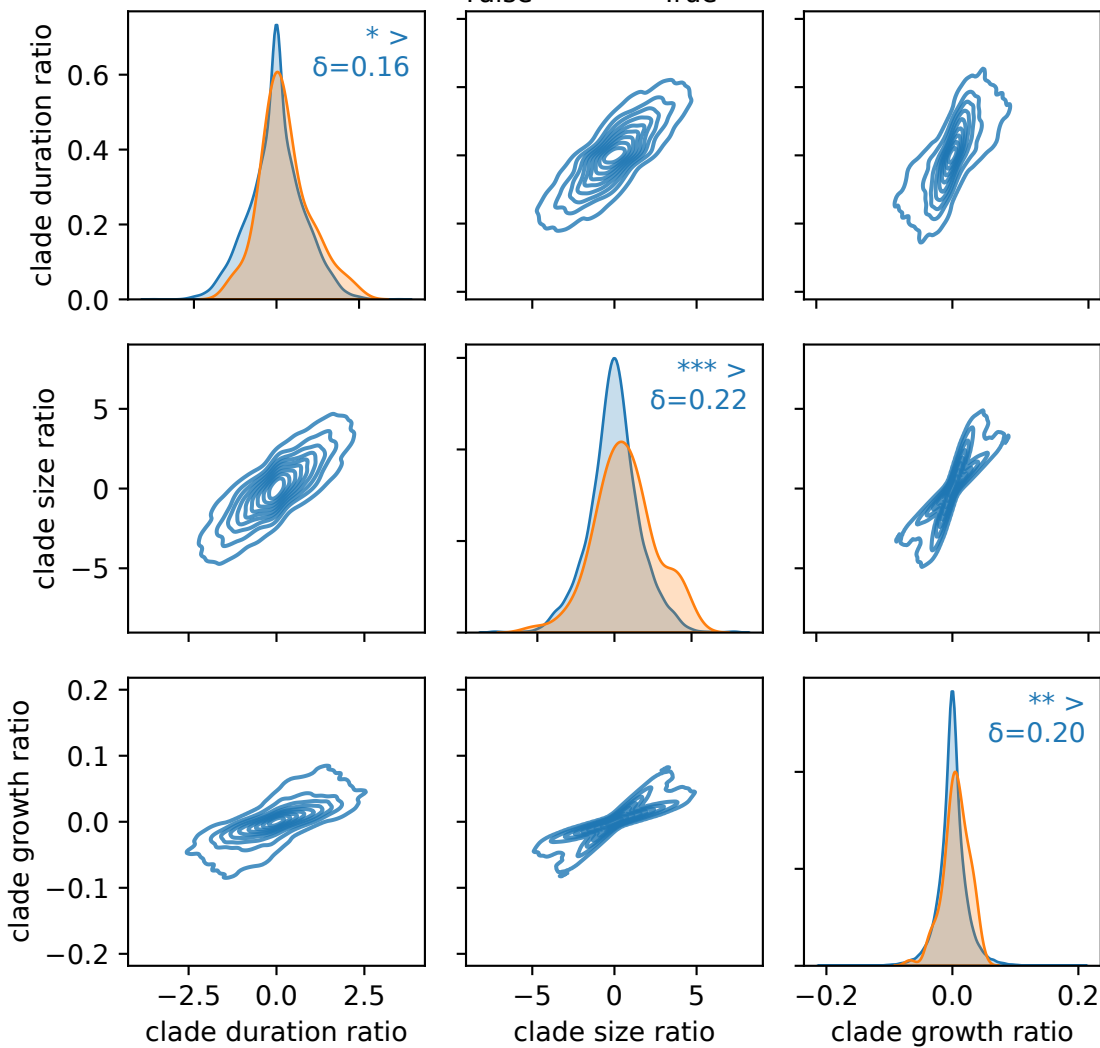 clade duration ratio
0.6
0.4
0.2
0.0
* >
δ=0.16
clade size ratio
5
0
−5
*** >
δ=0.22
clade growth ratio
0.2
0.1
0.0
−0.1
−0.2
** >
δ=0.20
−2.5 0.0 2.5
−5 0 5
−0.2 0.0 0.2
clade duration ratio
clade size ratio
clade growth ratio